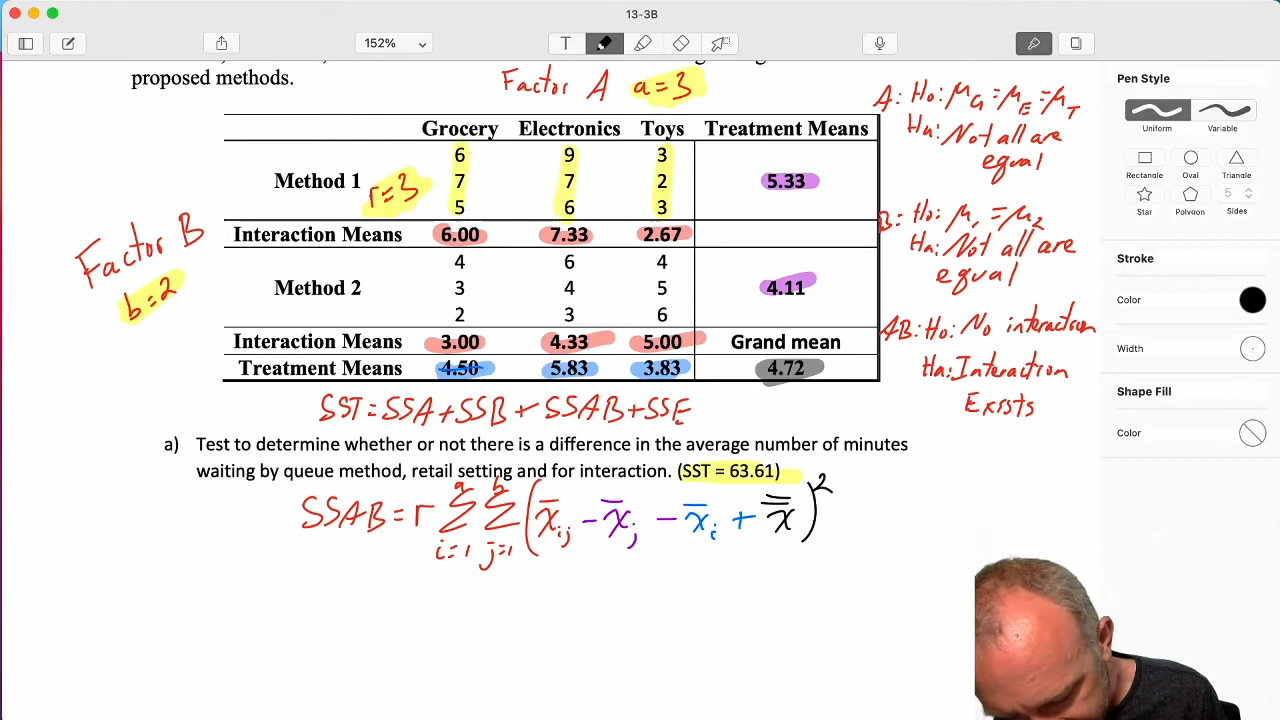 13-3B
152%
T
proposed methods.
Factor A a=3
Grocery Electronics Toys Treatment Means
6 9 3
Method 1 r=3 7 7 2 5.33
5 6 3
Interaction Means 6.00 7.33 2.67
4 6 4
Method 2 3 4 5 4.11
2 3 6
Interaction Means 3.00 4.33 5.00 Grand mean
Treatment Means 4.50 5.83 3.83 4.72
Factor B
b=2
A: Ho: μG = μE = μT
Ha: Not all are
equal
B: Ho: μ1 = μ2
Ha: Not all are
equal
AB: Ho: No interaction
Ha: Interaction
Exists
SST = SSA + SSB + SSAB + SSE
a) Test to determine whether or not there is a difference in the average number of minutes
waiting by queue method, retail setting and for interaction. (SST = 63.61)
SSAB = r Σ_{i=1}^{a} Σ_{j=1}^{b} (x̄ij - x̄j - x̄i + x̿)²
Pen Style
Uniform Variable
Rectangle Oval Triangle
5
Star Polygon Sides
Stroke
Color
Width
Shape Fill
Color